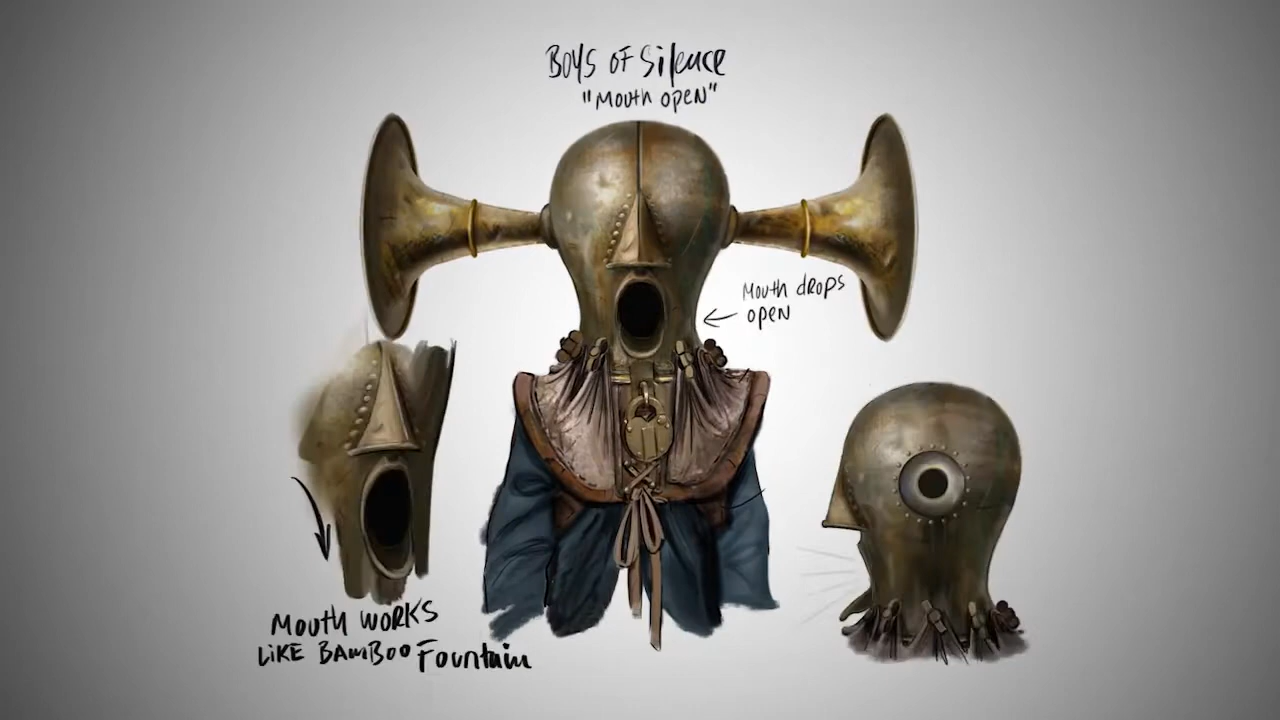 BOYS OF Silence
"Mouth OPEN"
Mouth drops
OPEN
Mouth works
LiKE BAMBOO Fountain